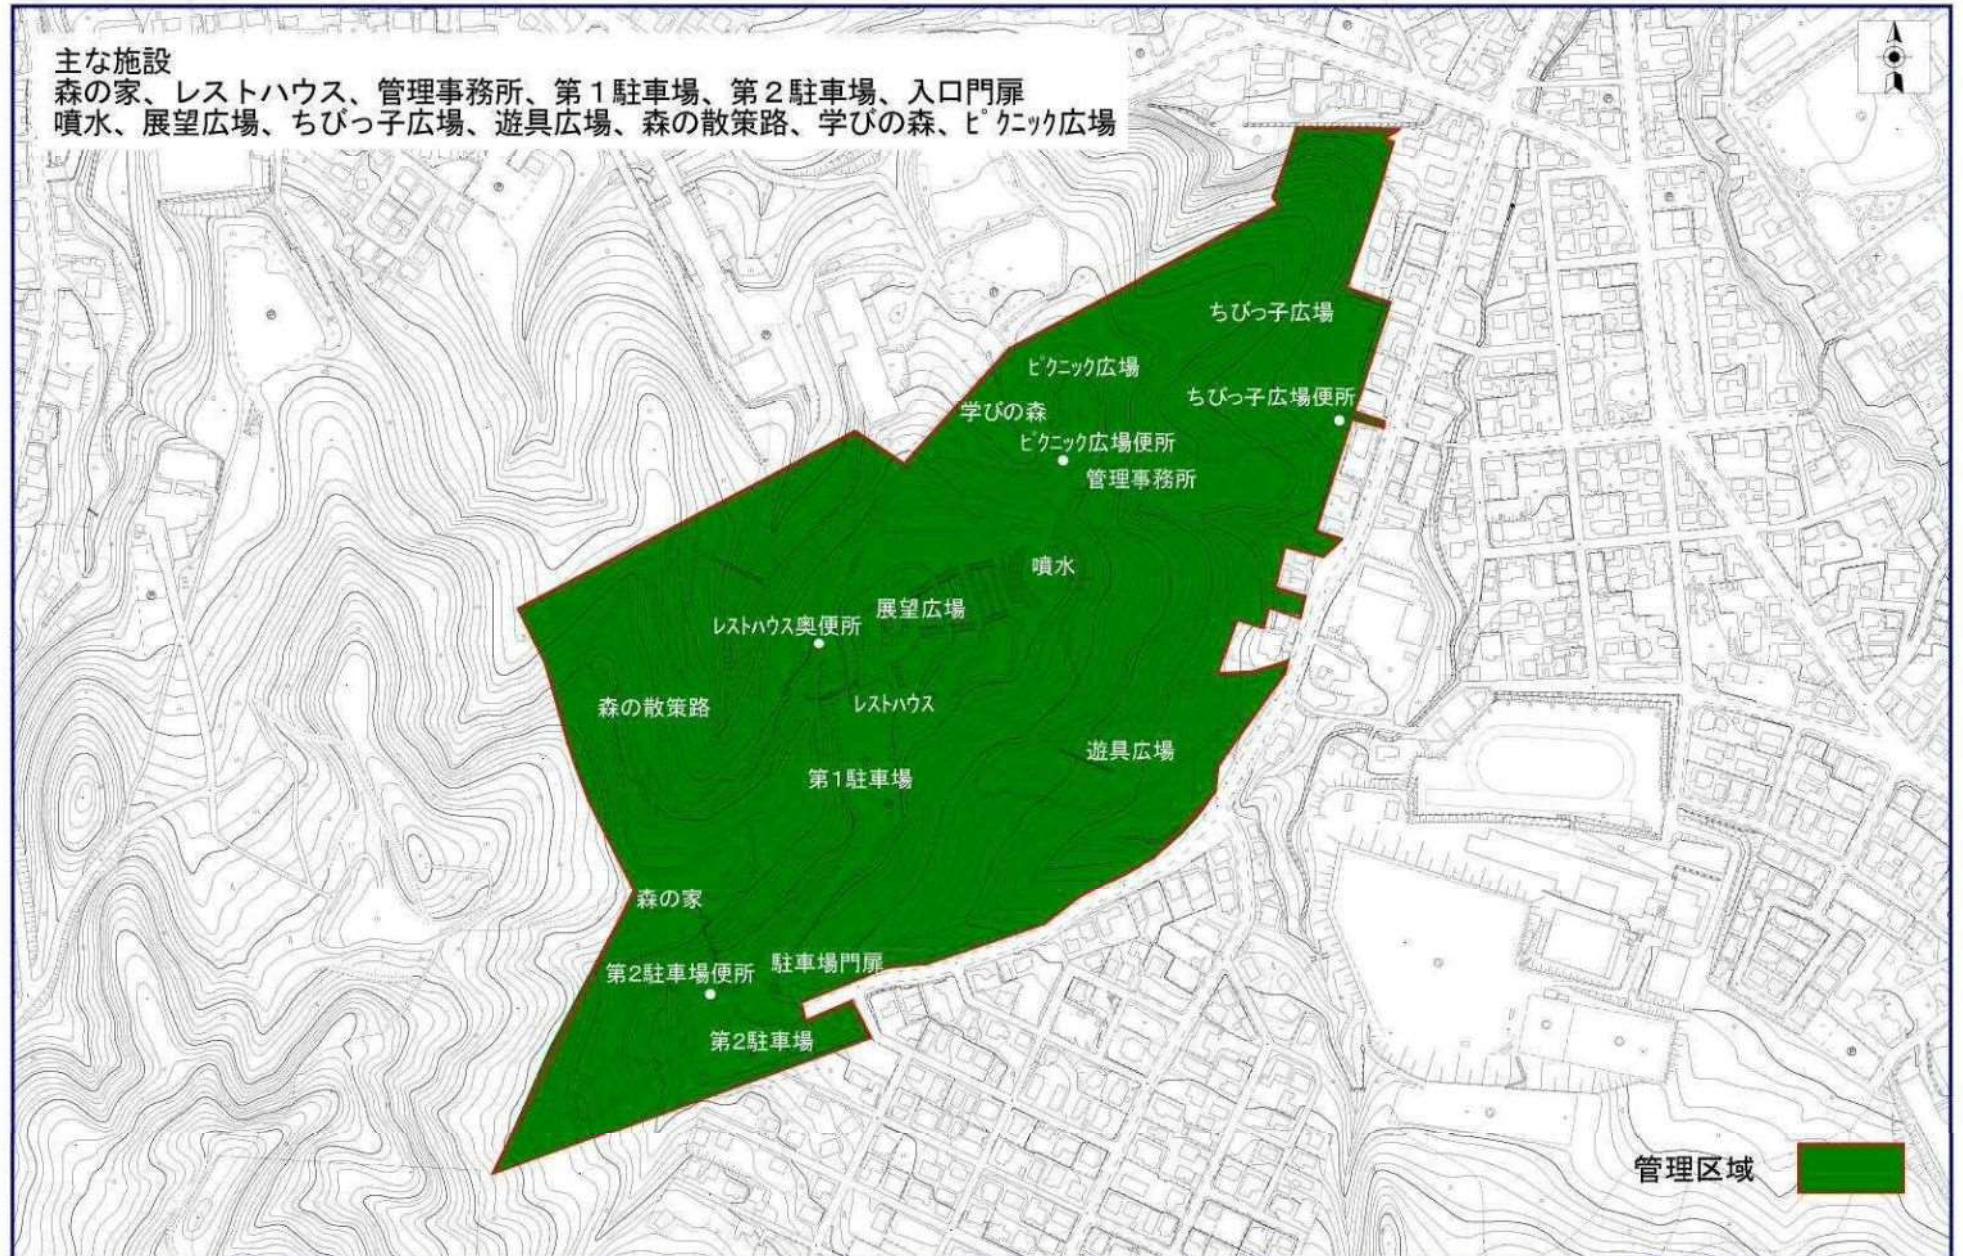 主な施設
森の家、レストハウス、管理事務所、第1駐車場、第2駐車場、入口門扉
噴水、展望広場、ちびっ子広場、遊具広場、森の散策路、学びの森、ﾋﾟｸﾆｯｸ広場
ちびっ子広場
ﾋﾟｸﾆｯｸ広場
ちびっ子広場便所
学びの森
ﾋﾟｸﾆｯｸ広場便所
管理事務所
噴水
展望広場
ﾚｽﾄﾊｳｽ奥便所
森の散策路
ﾚｽﾄﾊｳｽ
遊具広場
第1駐車場
森の家
駐車場門扉
第2駐車場便所
第2駐車場
管理区域